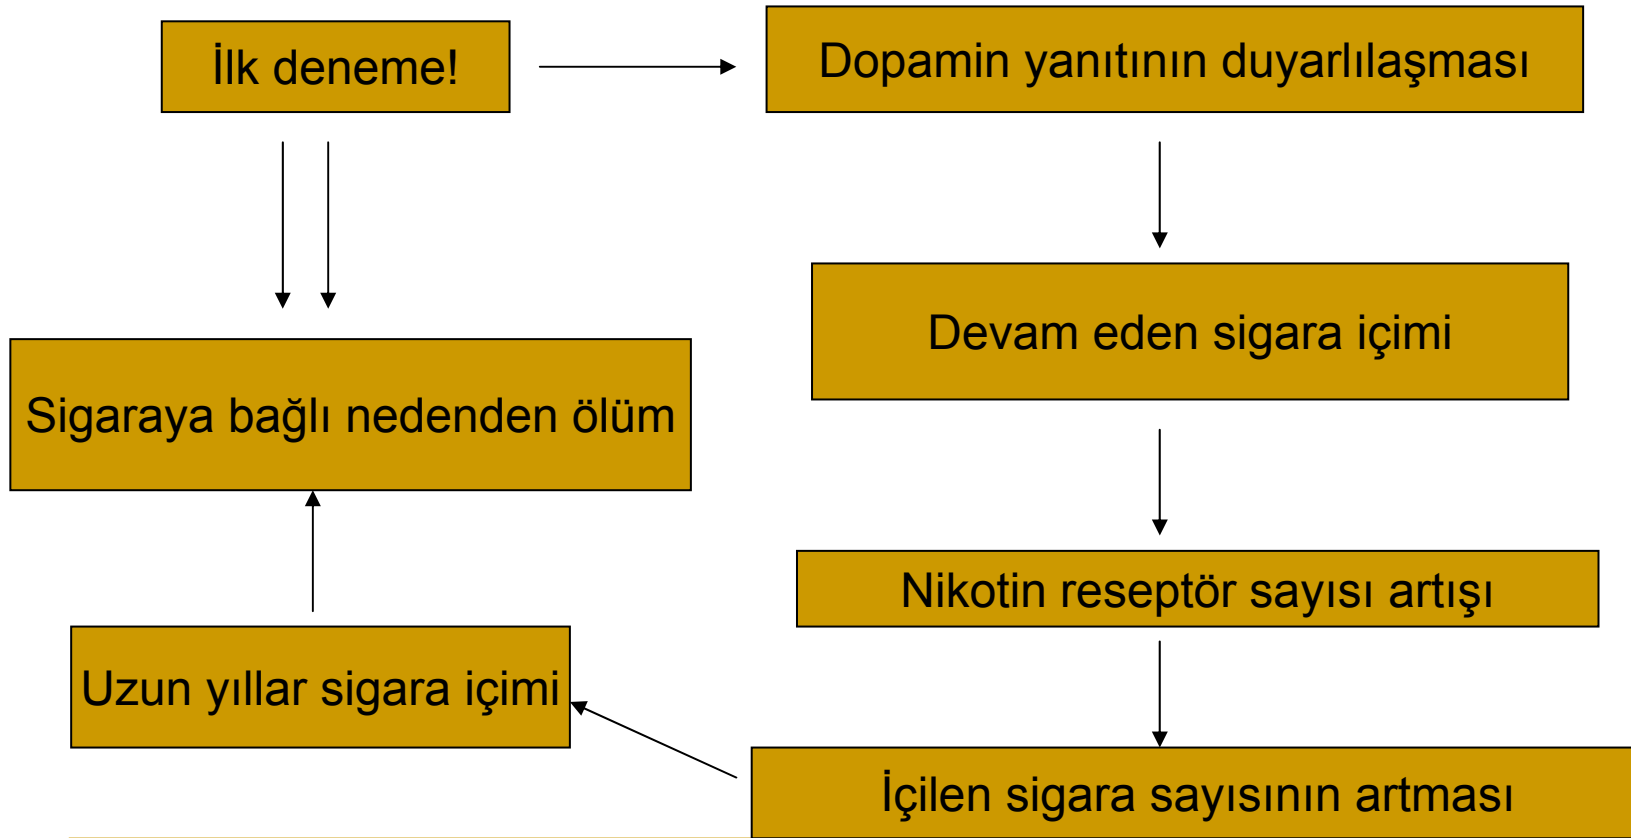 İlk deneme!
Dopamin yanıtının duyarlılaşması
Devam eden sigara içimi
Sigaraya bağlı nedenden ölüm
Nikotin reseptör sayısı artışı
Uzun yıllar sigara içimi
İçilen sigara sayısının artması